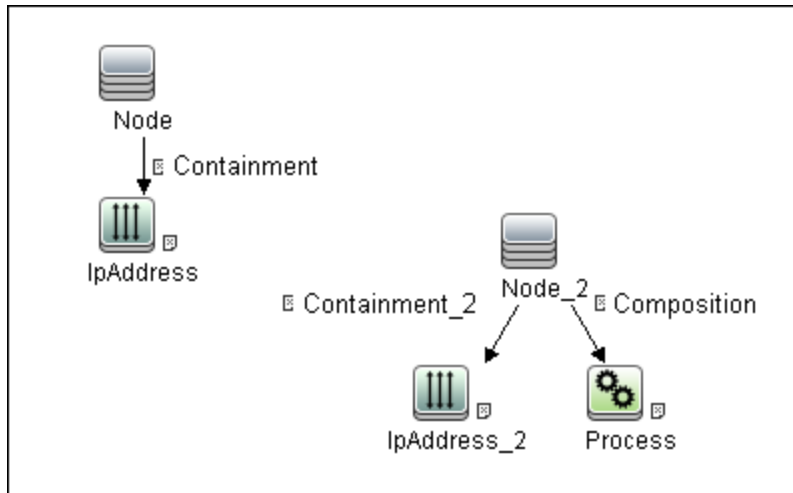 Node
Containment
IpAddress
Node_2
Containment_2
Composition
IpAddress_2
Process